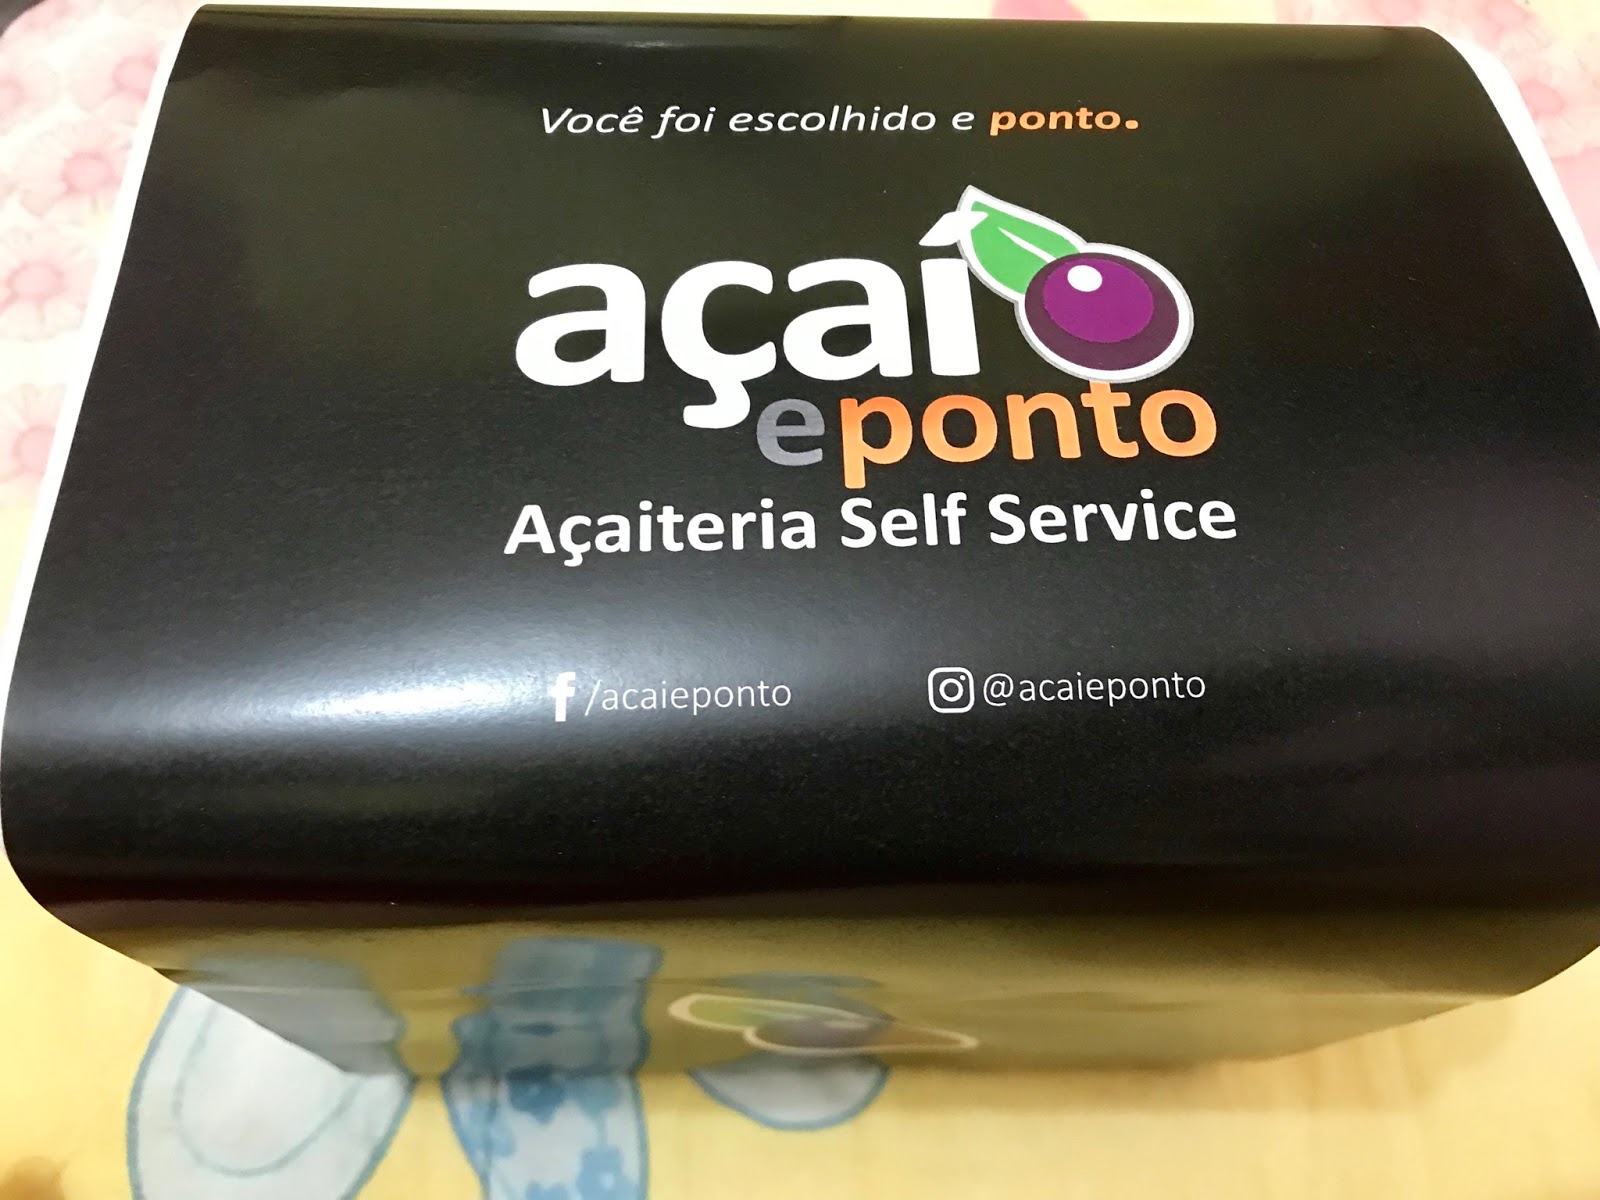 Você foi escolhido e ponto.
açaí
e ponto
Açaiteria Self Service
f /acaieponto @acaieponto